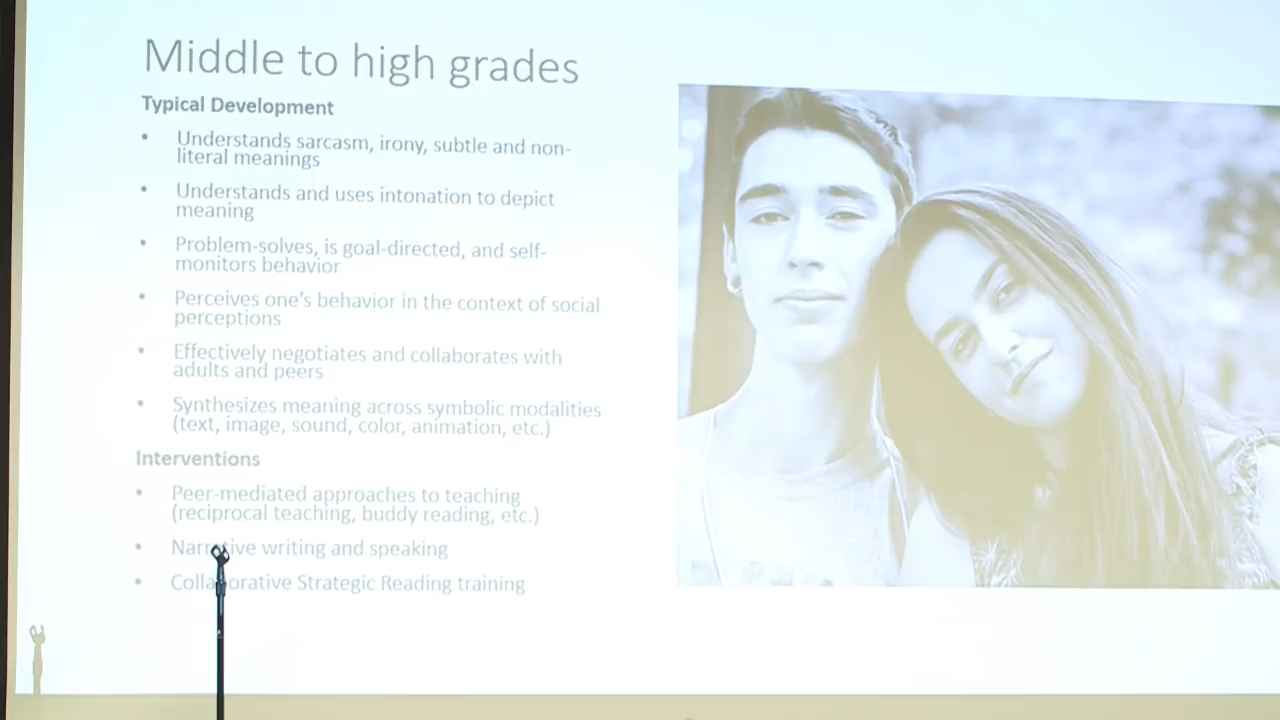 Middle to high grades
Typical Development
• Understands sarcasm, irony, subtle and non-
literal meanings
• Understands and uses intonation to depict
meaning
• Problem-solves, is goal-directed, and self-
monitors behavior
• Perceives one's behavior in the context of social
perceptions
• Effectively negotiates and collaborates with
adults and peers
• Synthesizes meaning across symbolic modalities
(text, image, sound, color, animation, etc.)
Interventions
• Peer-mediated approaches to teaching
(reciprocal teaching, buddy reading, etc.)
• Narrative writing and speaking
• Collaborative Strategic Reading training